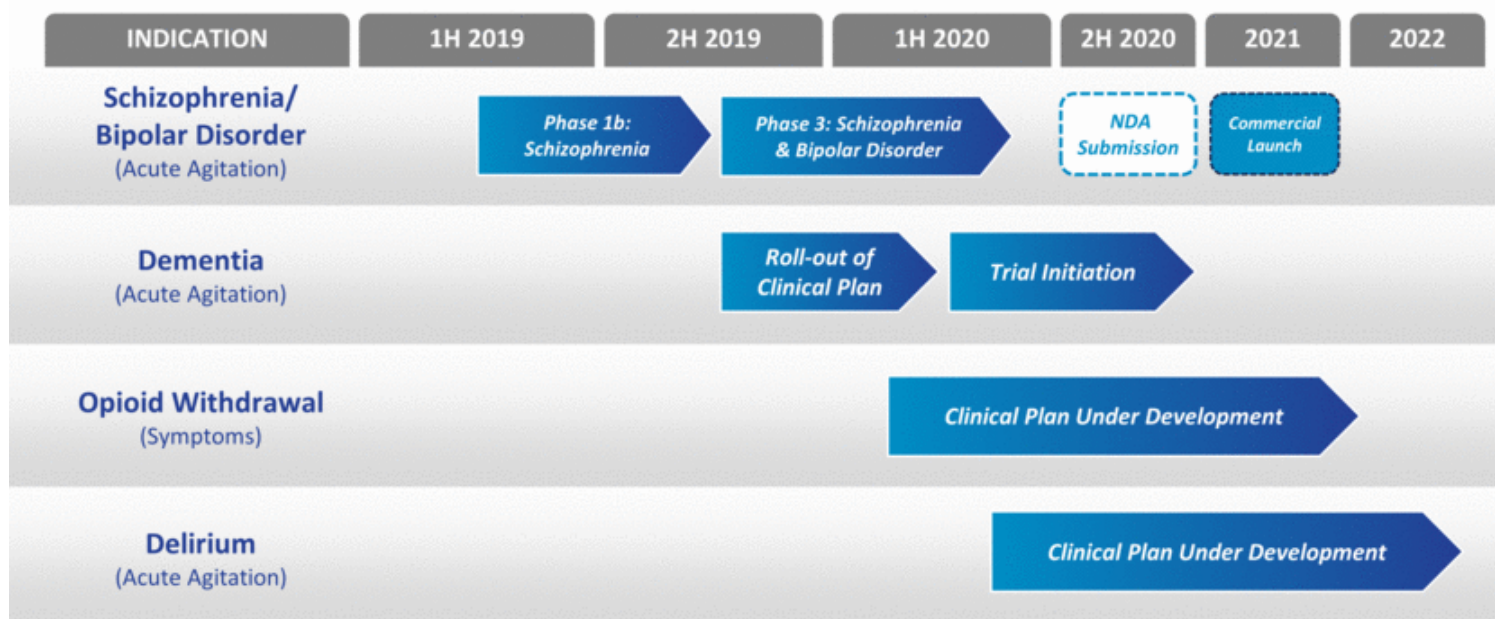 INDICATION 1H 2019 2H 2019 1H 2020 2H 2020 2021 2022
Schizophrenia/
Bipolar Disorder
(Acute Agitation)
Phase 1b:
Schizophrenia
Phase 3: Schizophrenia
& Bipolar Disorder
NDA
Submission
Commercial
Launch
Dementia
(Acute Agitation)
Roll-out of
Clinical Plan
Trial Initiation
Opioid Withdrawal
(Symptoms)
Clinical Plan Under Development
Delirium
(Acute Agitation)
Clinical Plan Under Development